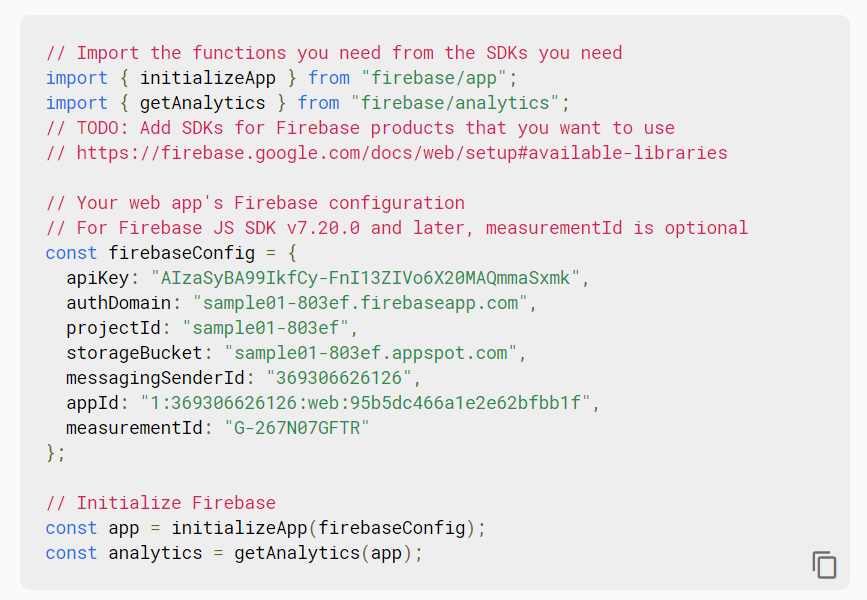 // Import the functions you need from the SDKs you need
import { initializeApp } from "firebase/app";
import { getAnalytics } from "firebase/analytics";
// TODO: Add SDKs for Firebase products that you want to use
// https://firebase.google.com/docs/web/setup#available-libraries
// Your web app's Firebase configuration
// For Firebase JS SDK v7.20.0 and later, measurementId is optional
const firebaseConfig = {
  apiKey: "AIzaSyBA99IkfCy-FnI13ZIVo6X20MAQmmaSxmk",
  authDomain: "sample01-803ef.firebaseapp.com",
  projectId: "sample01-803ef",
  storageBucket: "sample01-803ef.appspot.com",
  messagingSenderId: "369306626126",
  appId: "1:369306626126:web:95b5dc466a1e2e62bfbb1f",
  measurementId: "G-267N07GFTR"
};
// Initialize Firebase
const app = initializeApp(firebaseConfig);
const analytics = getAnalytics(app);